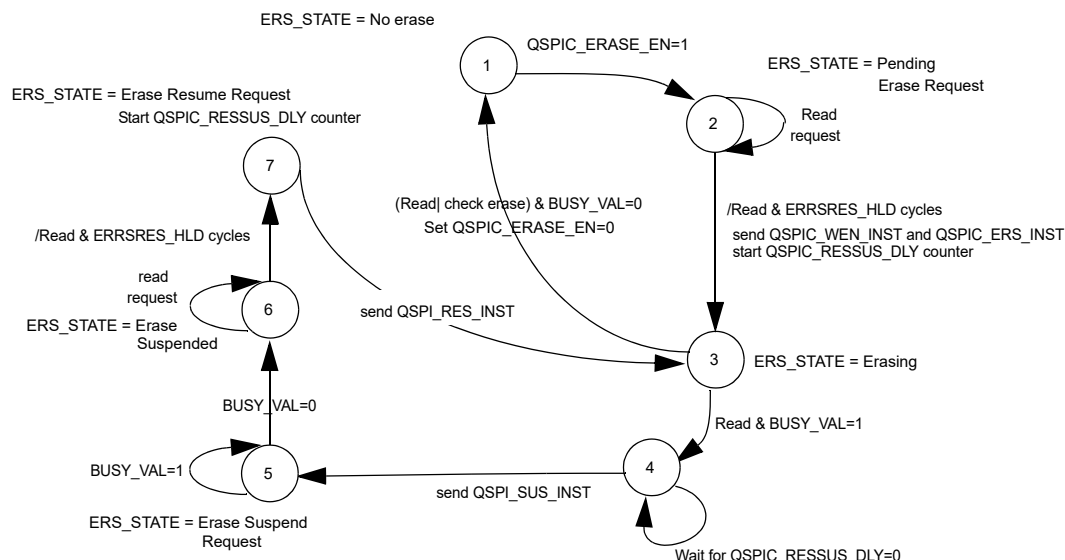 ERS_STATE = No erase
1
QSPIC_ERASE_EN=1
ERS_STATE = Pending
Erase Request
ERS_STATE = Erase Resume Request
Start QSPIC_RESSUS_DLY counter
2
Read
request
7
(Read| check erase) & BUSY_VAL=0
Set QSPIC_ERASE_EN=0
/Read & ERRSRES_HLD cycles
send QSPIC_WEN_INST and QSPIC_ERS_INST
start QSPIC_RESSUS_DLY counter
/Read & ERRSRES_HLD cycles
read
request
6
ERS_STATE = Erase
Suspended
send QSPI_RES_INST
3
ERS_STATE = Erasing
BUSY_VAL=0
Read & BUSY_VAL=1
BUSY_VAL=1
5
4
send QSPI_SUS_INST
ERS_STATE = Erase Suspend
Request
Wait for QSPIC_RESSUS_DLY=0